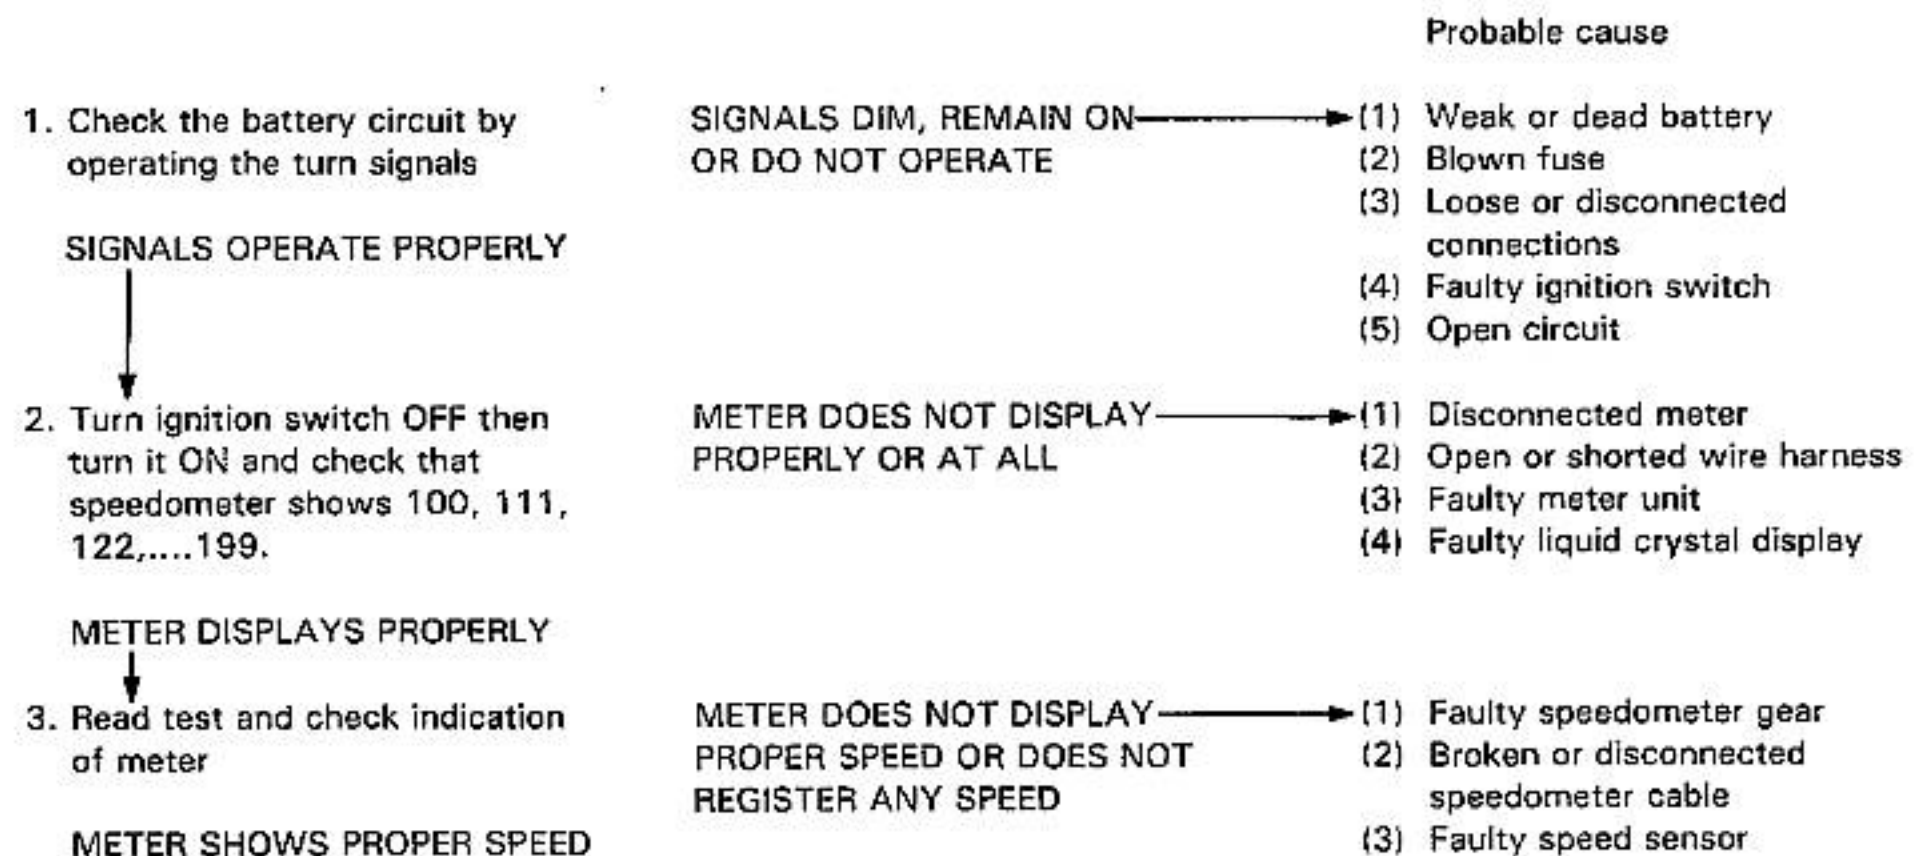 Probable cause
1. Check the battery circuit by
operating the turn signals
SIGNALS DIM, REMAIN ON
OR DO NOT OPERATE
(1) Weak or dead battery
(2) Blown fuse
(3) Loose or disconnected
connections
(4) Faulty ignition switch
(5) Open circuit
SIGNALS OPERATE PROPERLY
2. Turn ignition switch OFF then
turn it ON and check that
speedometer shows 100, 111,
122,....199.
METER DOES NOT DISPLAY
PROPERLY OR AT ALL
(1) Disconnected meter
(2) Open or shorted wire harness
(3) Faulty meter unit
(4) Faulty liquid crystal display
METER DISPLAYS PROPERLY
3. Read test and check indication
of meter
METER DOES NOT DISPLAY
PROPER SPEED OR DOES NOT
REGISTER ANY SPEED
(1) Faulty speedometer gear
(2) Broken or disconnected
speedometer cable
(3) Faulty speed sensor
METER SHOWS PROPER SPEED